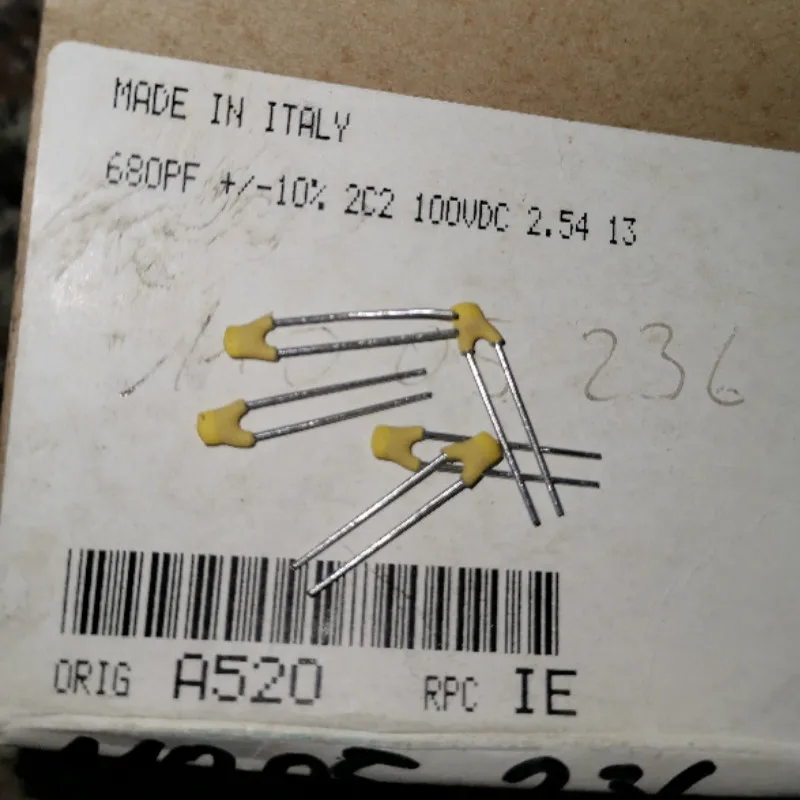 MADE IN ITALY
680PF +/-10% 2C2 100VDC 2.54 13
236
ORIG A520 RPC IE